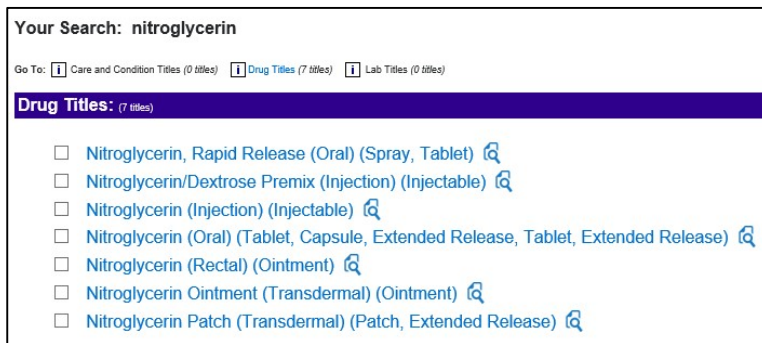 Your Search: nitroglycerin
Go To: i Care and Condition Titles (0 titles) i Drug Titles (7 titles) i Lab Titles (0 titles)
Drug Titles: (7 titles)
Nitroglycerin, Rapid Release (Oral) (Spray, Tablet)
Nitroglycerin/Dextrose Premix (Injection) (Injectable)
Nitroglycerin (Injection) (Injectable)
Nitroglycerin (Oral) (Tablet, Capsule, Extended Release, Tablet, Extended Release)
Nitroglycerin (Rectal) (Ointment)
Nitroglycerin Ointment (Transdermal) (Ointment)
Nitroglycerin Patch (Transdermal) (Patch, Extended Release)